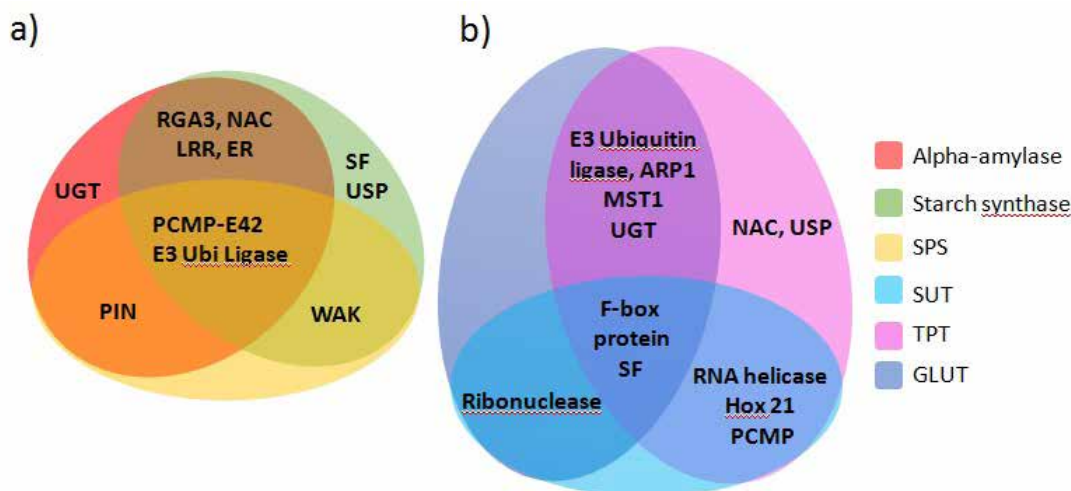 a)
RGA3, NAC
LRR, ER
UGT
SF
USP
PCMP-E42
E3 Ubi Ligase
PIN
WAK
b)
E3 Ubiquitin
ligase, ARP1
MST1
UGT
NAC, USP
F-box
protein
SF
Ribonuclease
RNA helicase
Hox 21
PCMP
Alpha-amylase
Starch synthase
SPS
SUT
TPT
GLUT